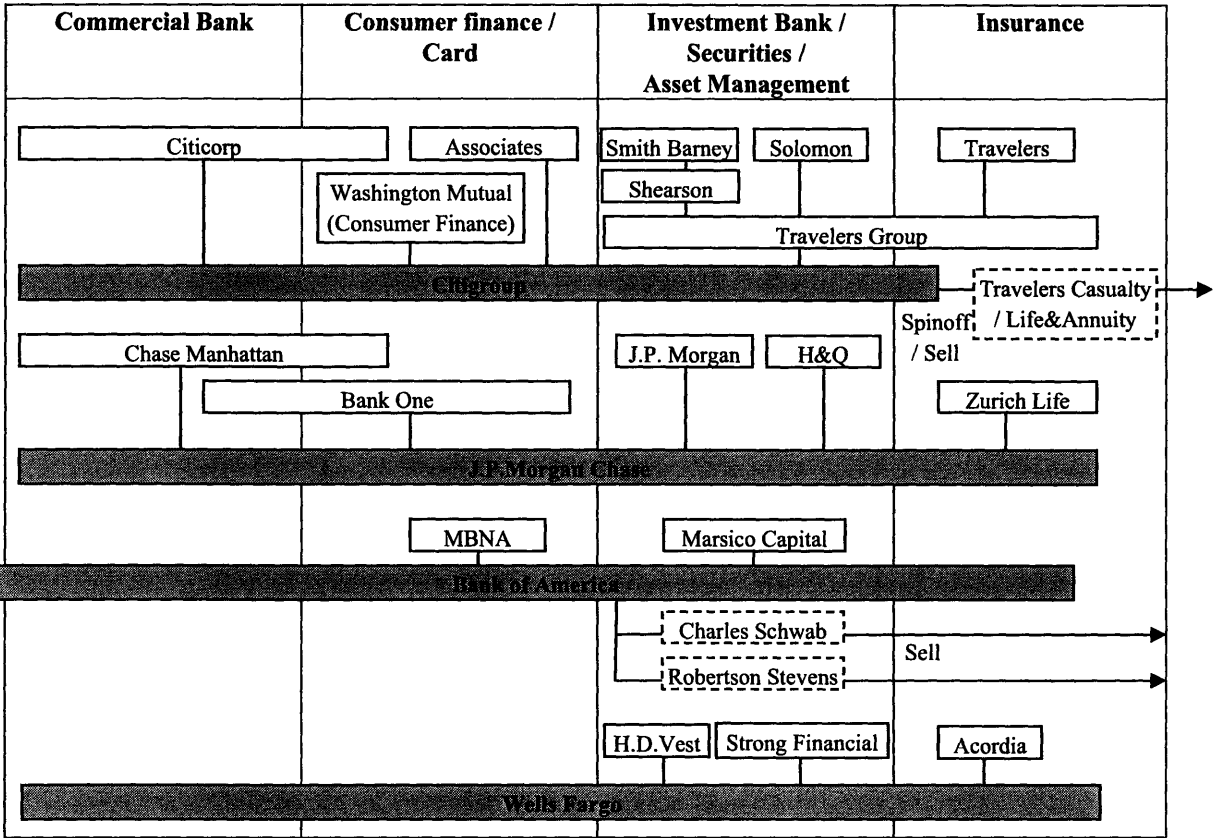 Commercial Bank
Consumer finance /
Card
Investment Bank /
Securities /
Asset Management
Insurance
Citicorp
Associates
Smith Barney
Solomon
Travelers
Washington Mutual
(Consumer Finance)
Shearson
Travelers Group
Citigroup
Travelers Casualty
/ Life&Annuity
Spinoff
/ Sell
Chase Manhattan
J.P. Morgan
H&Q
Bank One
Zurich Life
J.P.Morgan Chase
MBNA
Marsico Capital
Bank of America
Charles Schwab
Sell
Robertson Stevens
H.D.Vest
Strong Financial
Acordia
Wells Fargo